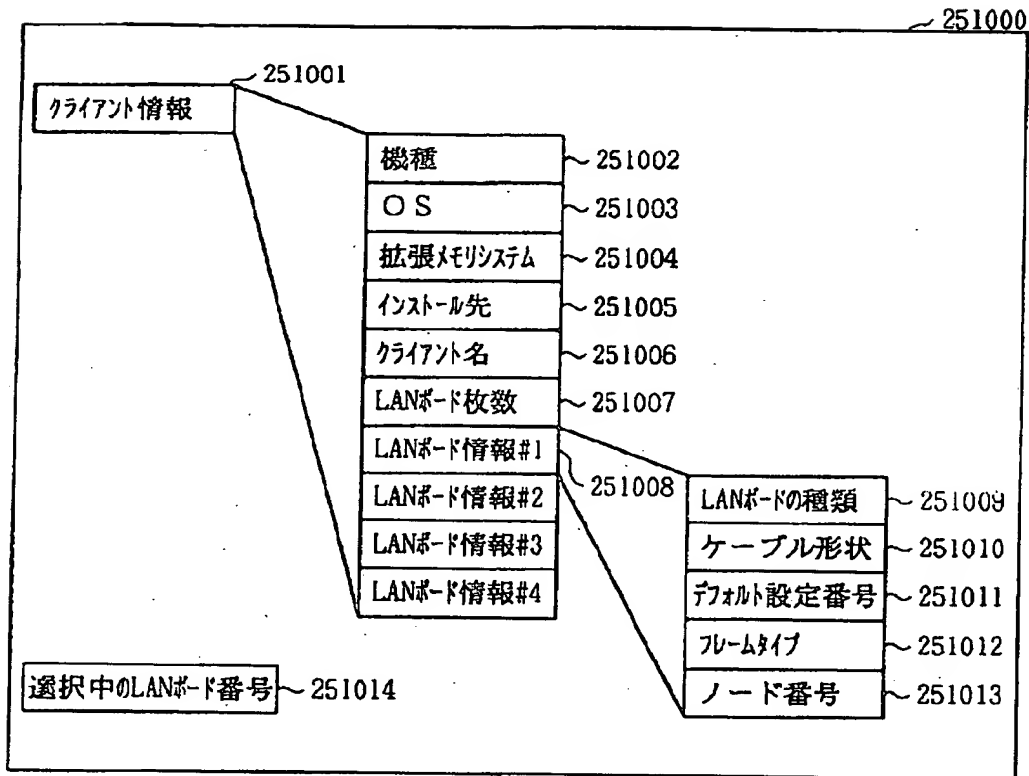 251000
251001
クライアント情報
機種 251002
OS 251003
拡張メモリシステム 251004
インストール先 251005
クライアント名 251006
LANボード枚数 251007
LANボード情報#1 251008
LANボード情報#2
LANボード情報#3
LANボード情報#4
LANボードの種類 251009
ケーブル形状 251010
デフォルト設定番号 251011
フレームタイプ 251012
ノード番号 251013
選択中のLANボード番号 251014